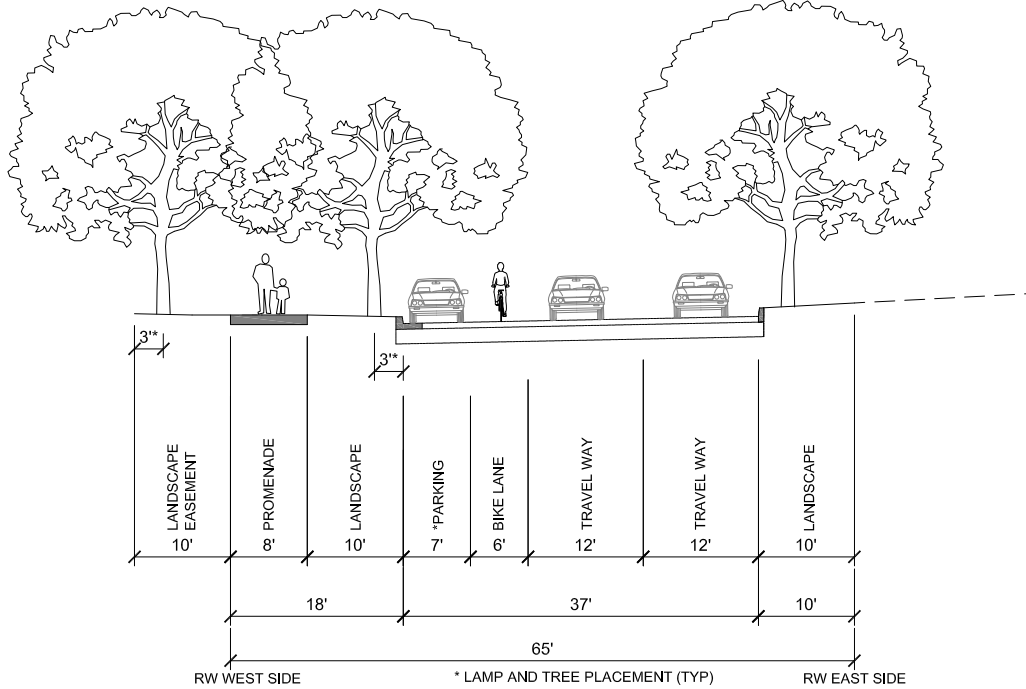 3'*
3'*
LANDSCAPE
EASEMENT
PROMENADE
LANDSCAPE
*PARKING
BIKE LANE
TRAVEL WAY
TRAVEL WAY
LANDSCAPE
10'
8'
10'
7'
6'
12'
12'
10'
18'
37'
10'
65'
RW WEST SIDE
* LAMP AND TREE PLACEMENT (TYP)
RW EAST SIDE